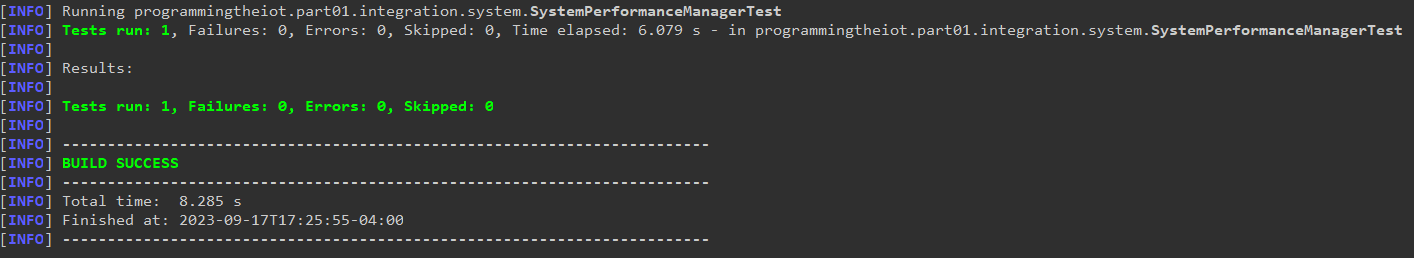 [INFO] Running programmingtheiot.part01.integration.system.SystemPerformanceManagerTest
[INFO] Tests run: 1, Failures: 0, Errors: 0, Skipped: 0, Time elapsed: 6.079 s - in programmingtheiot.part01.integration.system.SystemPerformanceManagerTest
[INFO]
[INFO] Results:
[INFO]
[INFO] Tests run: 1, Failures: 0, Errors: 0, Skipped: 0
[INFO]
[INFO] ------------------------------------------------------------------------
[INFO] BUILD SUCCESS
[INFO] ------------------------------------------------------------------------
[INFO] Total time:  8.285 s
[INFO] Finished at: 2023-09-17T17:25:55-04:00
[INFO] ------------------------------------------------------------------------